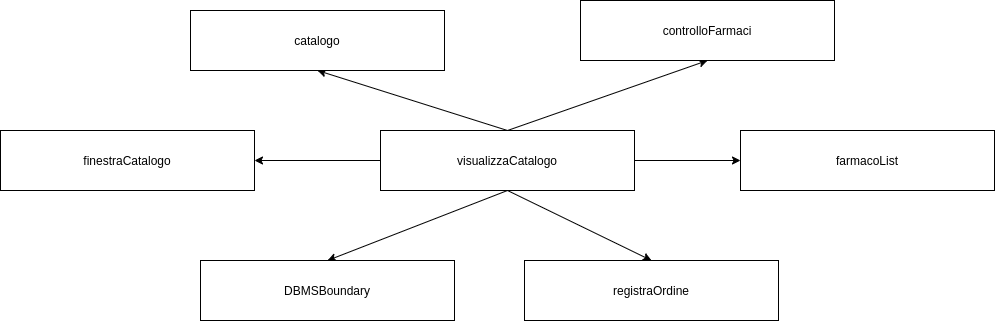 controlloFarmaci
catalogo
finestraCatalogo
visualizzaCatalogo
farmacoList
DBMSBoundary
registraOrdine